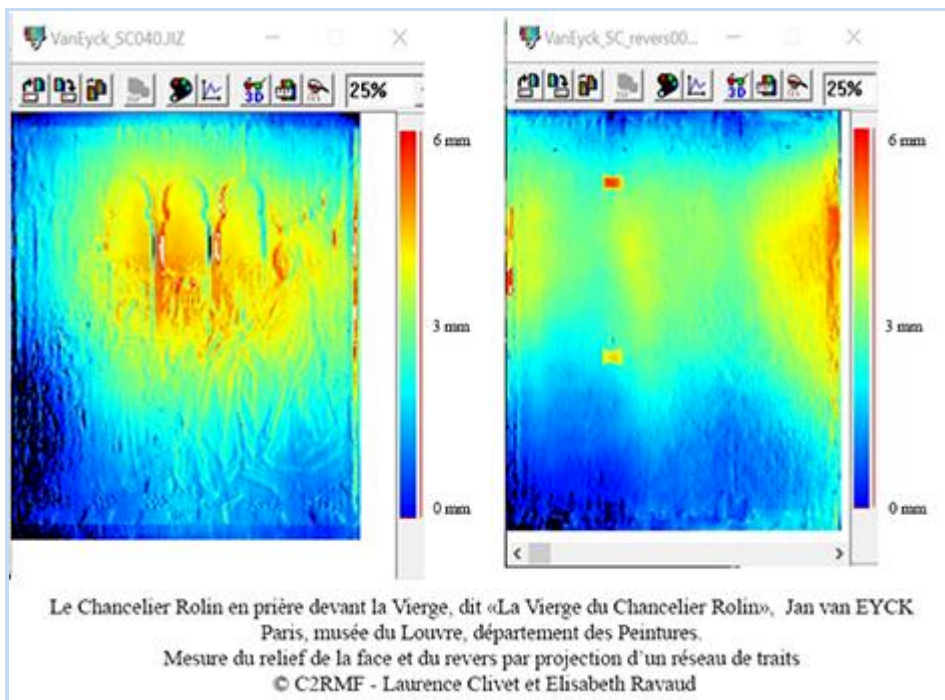 VanEyck_SC040.JIZ
VanEyck_SC_revers00...
3D
25%
3D
25%
6 mm
3 mm
0 mm
6 mm
3 mm
0 mm
Le Chancelier Rolin en prière devant la Vierge, dit «La Vierge du Chancelier Rolin», Jan van EYCK
Paris, musée du Louvre, département des Peintures.
Mesure du relief de la face et du revers par projection d'un réseau de traits
© C2RMF - Laurence Clivet et Elisabeth Ravaud